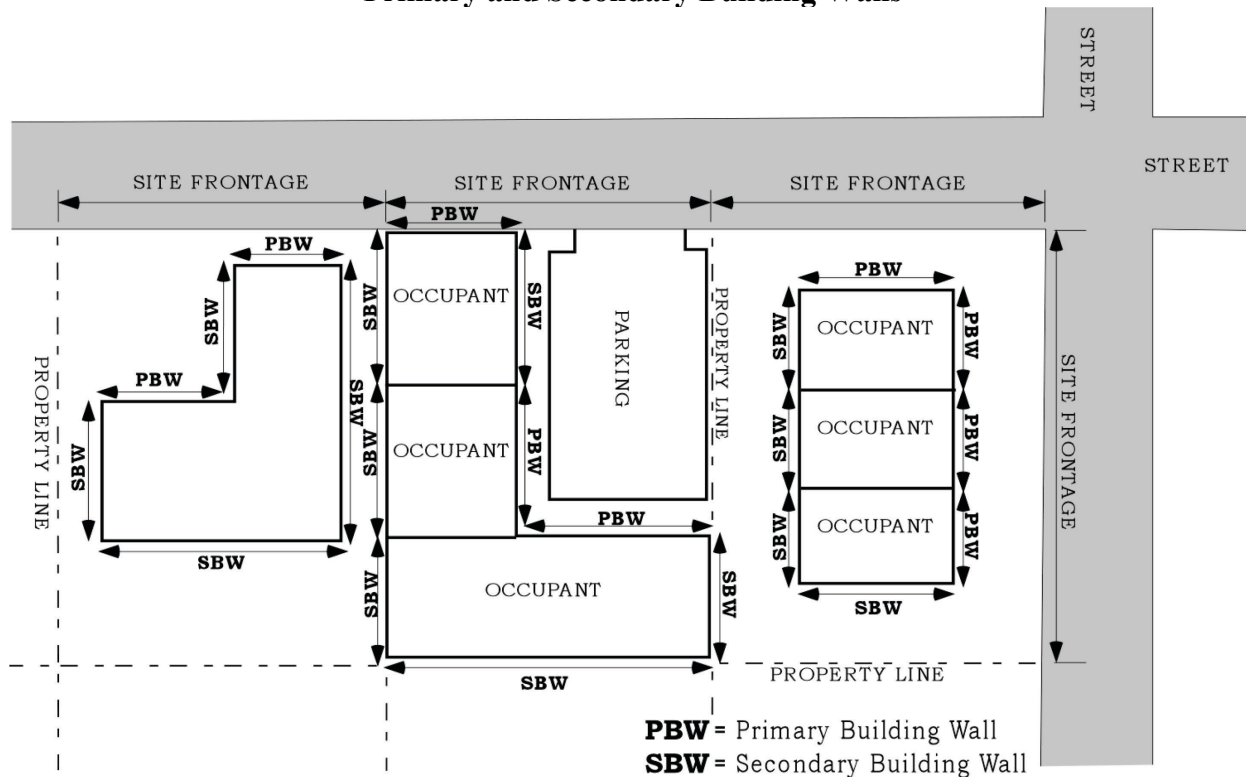 Primary and Secondary Building Walls
STREET
STREET
SITE FRONTAGE
SITE FRONTAGE
SITE FRONTAGE
PBW
PBW
PBW
SBW
OCCUPANT
SBW
PARKING
PROPERTY LINE
SBW
OCCUPANT
PBW
SBW
PBW
PROPERTY LINE
SBW
SBW
SBW
OCCUPANT
PBW
SBW
OCCUPANT
PBW
SITE FRONTAGE
SBW
PBW
SBW
OCCUPANT
PBW
SBW
SBW
OCCUPANT
SBW
SBW
SBW
PROPERTY LINE
PBW = Primary Building Wall
SBW = Secondary Building Wall